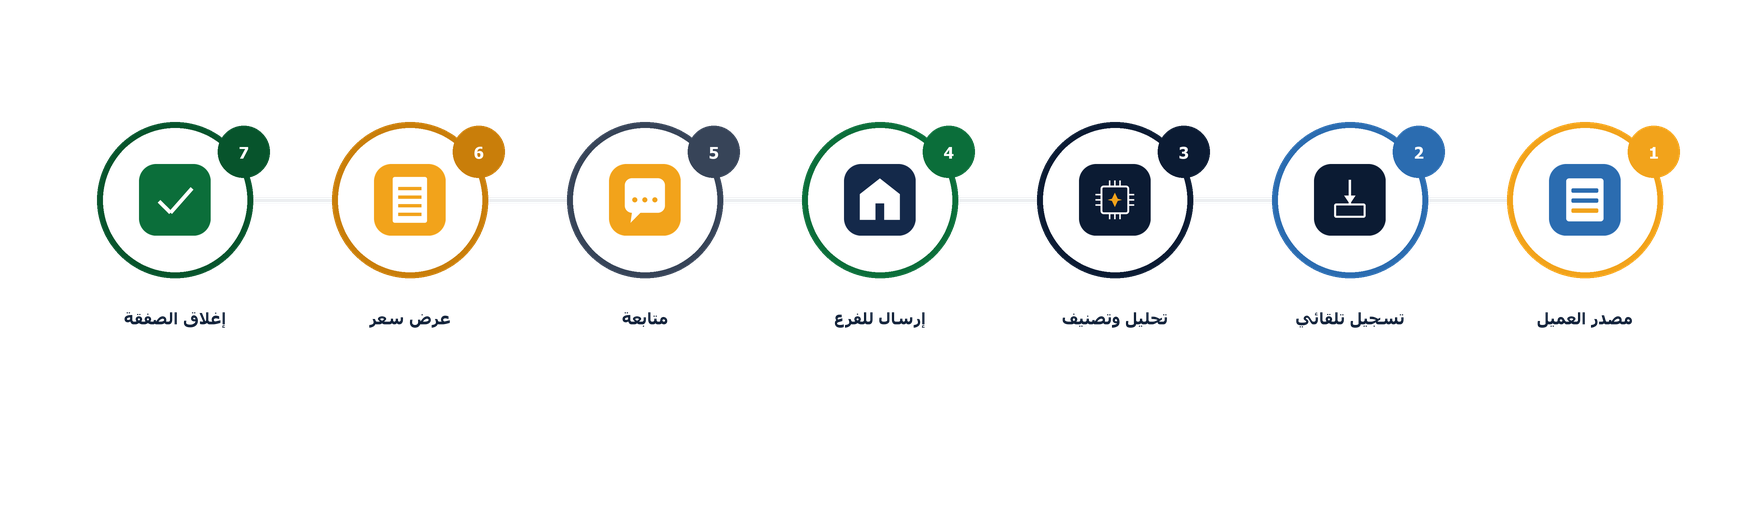 1
مصدر العميل
2
تسجيل تلقائي
3
تحليل وتصنيف
4
إرسال للفرع
5
متابعة
6
عرض سعر
7
إغلاق الصفقة